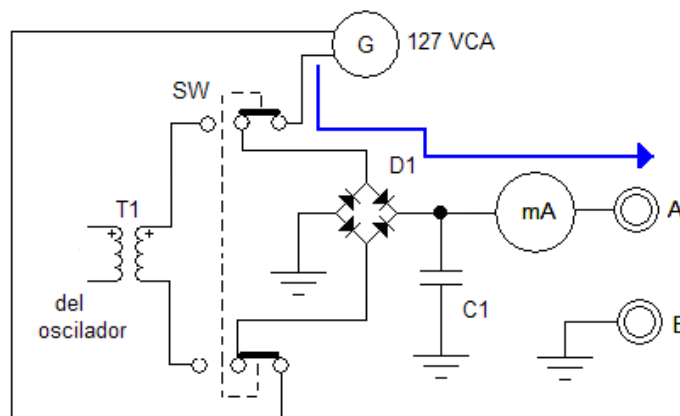 G
127 VCA
SW
D1
T1
+ +
mA
A
del
oscilador
C1
B